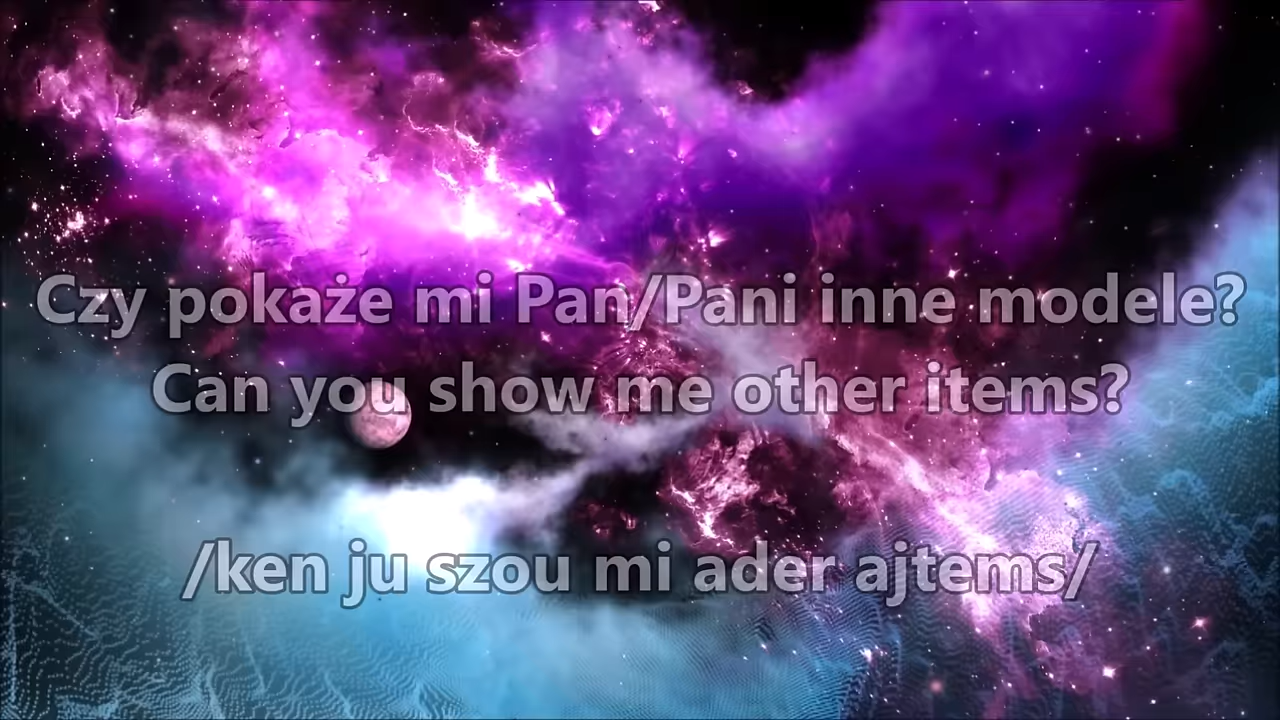 Czy pokaże mi Pan/Pani inne modele?
Can you show me other items?
/ken ju szou mi ader ajtems/